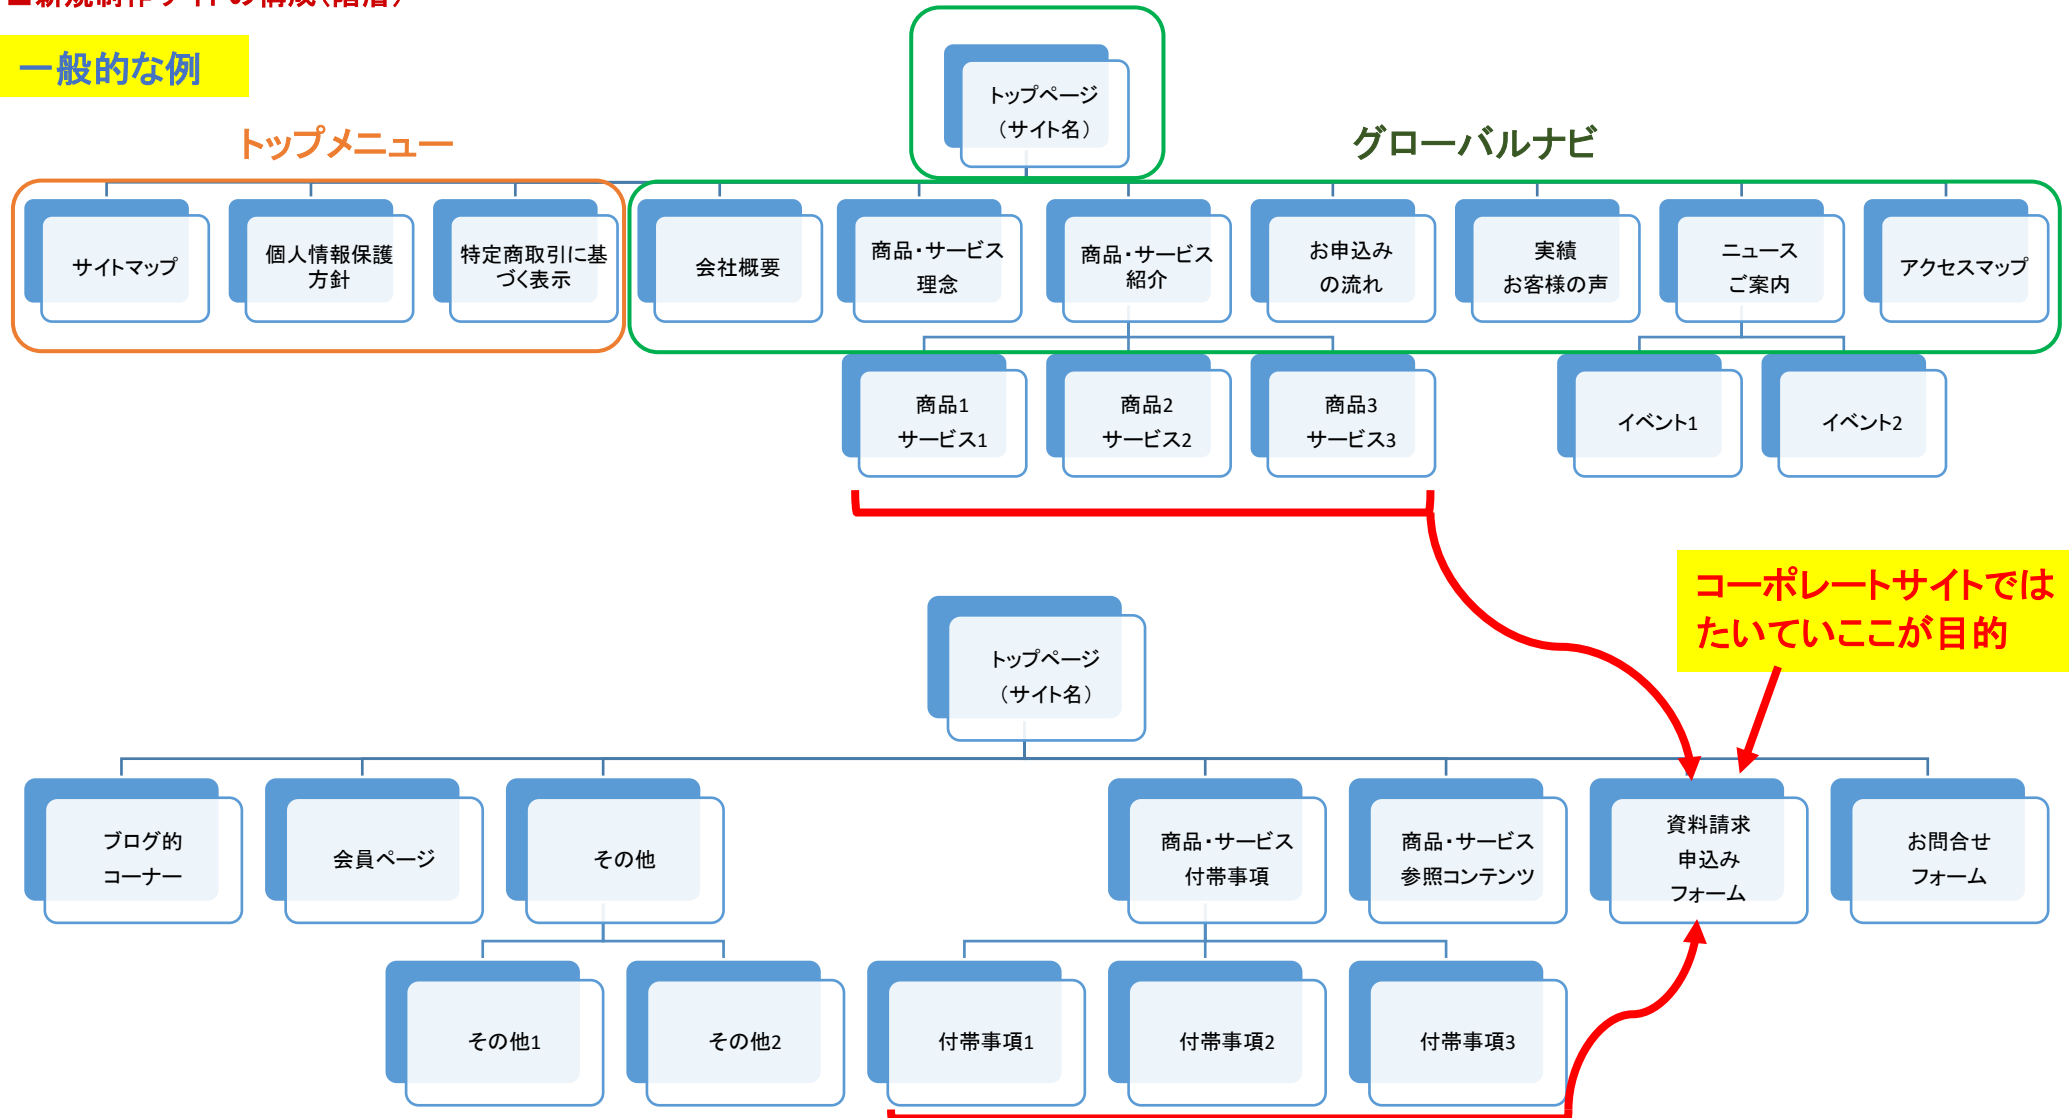 ■新規制作サイトの構成（階層）
一般的な例
トップページ
（サイト名）
トップメニュー
グローバルナビ
サイトマップ
個人情報保護
方針
特定商取引に基
づく表示
会社概要
商品・サービス
理念
商品・サービス
紹介
お申込み
の流れ
実績
お客様の声
ニュース
ご案内
アクセスマップ
商品1
サービス1
商品2
サービス2
商品3
サービス3
イベント1
イベント2
コーポレートサイトでは
たいていここが目的
トップページ
（サイト名）
ブログ的
コーナー
会員ページ
その他
商品・サービス
付帯事項
商品・サービス
参照コンテンツ
資料請求
申込み
フォーム
お問合せ
フォーム
その他1
その他2
付帯事項1
付帯事項2
付帯事項3